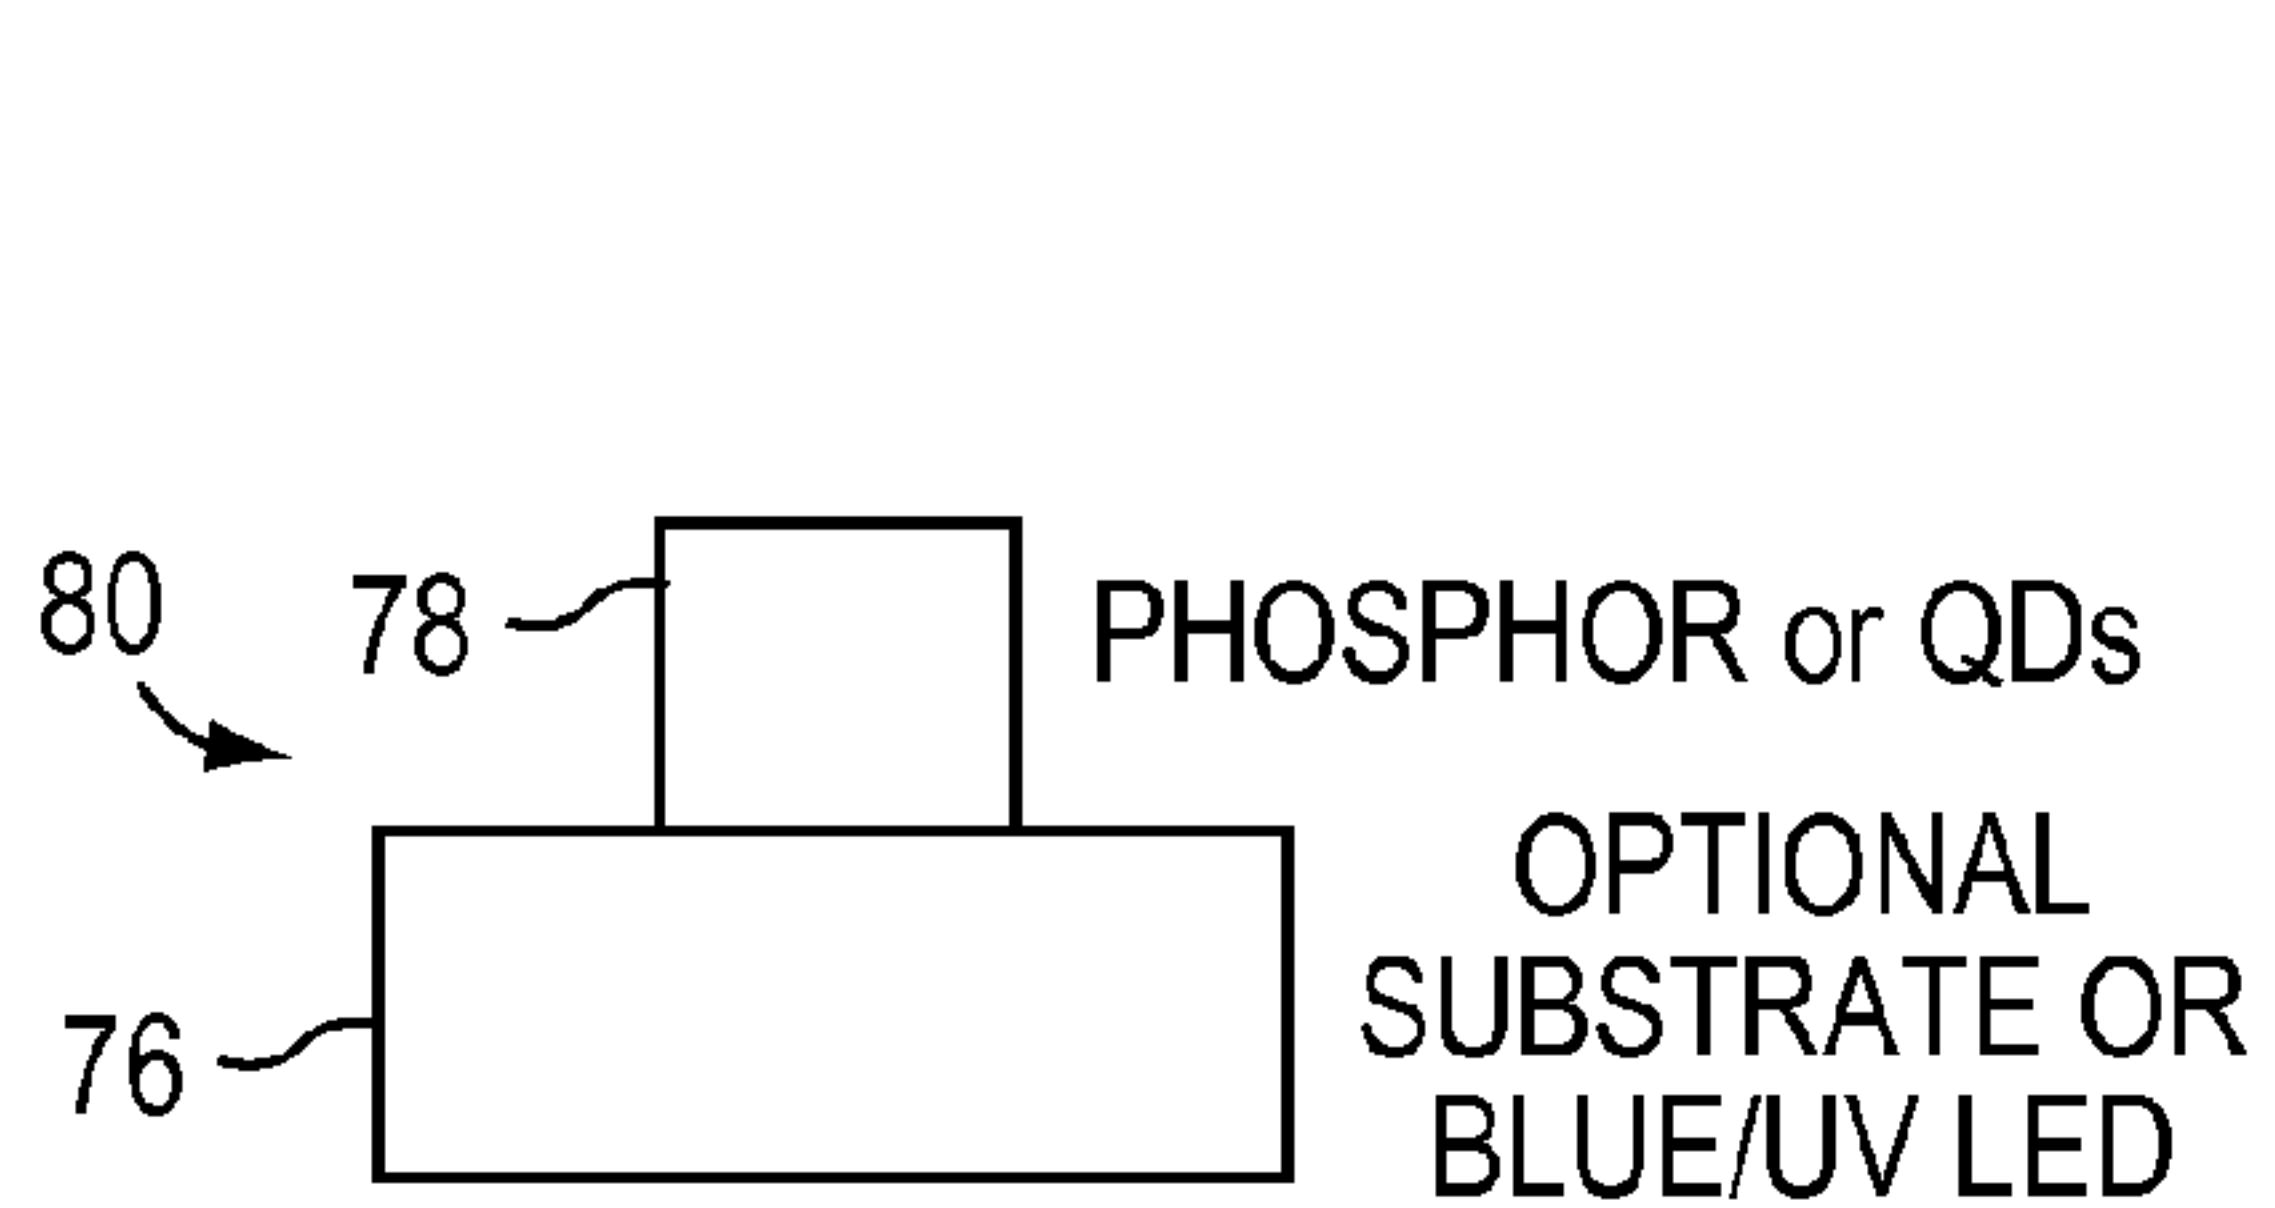 80
78
PHOSPHOR or QDs
OPTIONAL
SUBSTRATE OR
76
BLUE/UV LED